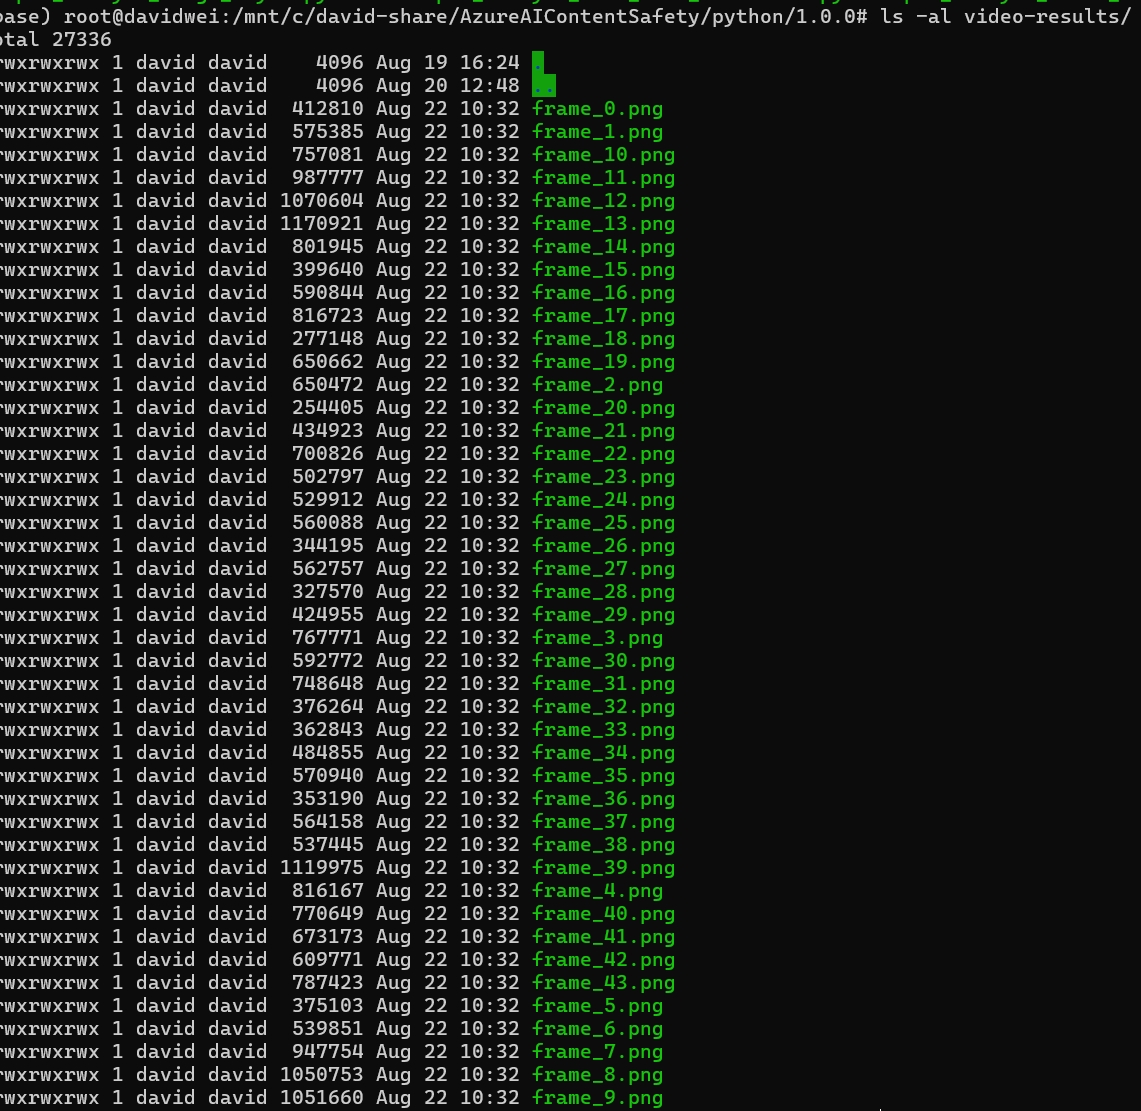 base) root@davidwei:/mnt/c/david-share/AzureAIContentSafety/python/1.0.0# ls -al video-results/
otal 27336
rwxrwxrwx 1 david david 4096 Aug 19 16:24 .
rwxrwxrwx 1 david david 4096 Aug 20 12:48 ..
rwxrwxrwx 1 david david 412810 Aug 22 10:32 frame_0.png
rwxrwxrwx 1 david david 575385 Aug 22 10:32 frame_1.png
rwxrwxrwx 1 david david 757081 Aug 22 10:32 frame_10.png
rwxrwxrwx 1 david david 987777 Aug 22 10:32 frame_11.png
rwxrwxrwx 1 david david 1070604 Aug 22 10:32 frame_12.png
rwxrwxrwx 1 david david 1170921 Aug 22 10:32 frame_13.png
rwxrwxrwx 1 david david 801945 Aug 22 10:32 frame_14.png
rwxrwxrwx 1 david david 399640 Aug 22 10:32 frame_15.png
rwxrwxrwx 1 david david 590844 Aug 22 10:32 frame_16.png
rwxrwxrwx 1 david david 816723 Aug 22 10:32 frame_17.png
rwxrwxrwx 1 david david 277148 Aug 22 10:32 frame_18.png
rwxrwxrwx 1 david david 650662 Aug 22 10:32 frame_19.png
rwxrwxrwx 1 david david 650472 Aug 22 10:32 frame_2.png
rwxrwxrwx 1 david david 254405 Aug 22 10:32 frame_20.png
rwxrwxrwx 1 david david 434923 Aug 22 10:32 frame_21.png
rwxrwxrwx 1 david david 700826 Aug 22 10:32 frame_22.png
rwxrwxrwx 1 david david 502797 Aug 22 10:32 frame_23.png
rwxrwxrwx 1 david david 529912 Aug 22 10:32 frame_24.png
rwxrwxrwx 1 david david 560088 Aug 22 10:32 frame_25.png
rwxrwxrwx 1 david david 344195 Aug 22 10:32 frame_26.png
rwxrwxrwx 1 david david 562757 Aug 22 10:32 frame_27.png
rwxrwxrwx 1 david david 327570 Aug 22 10:32 frame_28.png
rwxrwxrwx 1 david david 424955 Aug 22 10:32 frame_29.png
rwxrwxrwx 1 david david 767771 Aug 22 10:32 frame_3.png
rwxrwxrwx 1 david david 592772 Aug 22 10:32 frame_30.png
rwxrwxrwx 1 david david 748648 Aug 22 10:32 frame_31.png
rwxrwxrwx 1 david david 376264 Aug 22 10:32 frame_32.png
rwxrwxrwx 1 david david 362843 Aug 22 10:32 frame_33.png
rwxrwxrwx 1 david david 484855 Aug 22 10:32 frame_34.png
rwxrwxrwx 1 david david 570940 Aug 22 10:32 frame_35.png
rwxrwxrwx 1 david david 353190 Aug 22 10:32 frame_36.png
rwxrwxrwx 1 david david 564158 Aug 22 10:32 frame_37.png
rwxrwxrwx 1 david david 537445 Aug 22 10:32 frame_38.png
rwxrwxrwx 1 david david 1119975 Aug 22 10:32 frame_39.png
rwxrwxrwx 1 david david 816167 Aug 22 10:32 frame_4.png
rwxrwxrwx 1 david david 770649 Aug 22 10:32 frame_40.png
rwxrwxrwx 1 david david 673173 Aug 22 10:32 frame_41.png
rwxrwxrwx 1 david david 609771 Aug 22 10:32 frame_42.png
rwxrwxrwx 1 david david 787423 Aug 22 10:32 frame_43.png
rwxrwxrwx 1 david david 375103 Aug 22 10:32 frame_5.png
rwxrwxrwx 1 david david 539851 Aug 22 10:32 frame_6.png
rwxrwxrwx 1 david david 947754 Aug 22 10:32 frame_7.png
rwxrwxrwx 1 david david 1050753 Aug 22 10:32 frame_8.png
rwxrwxrwx 1 david david 1051660 Aug 22 10:32 frame_9.png